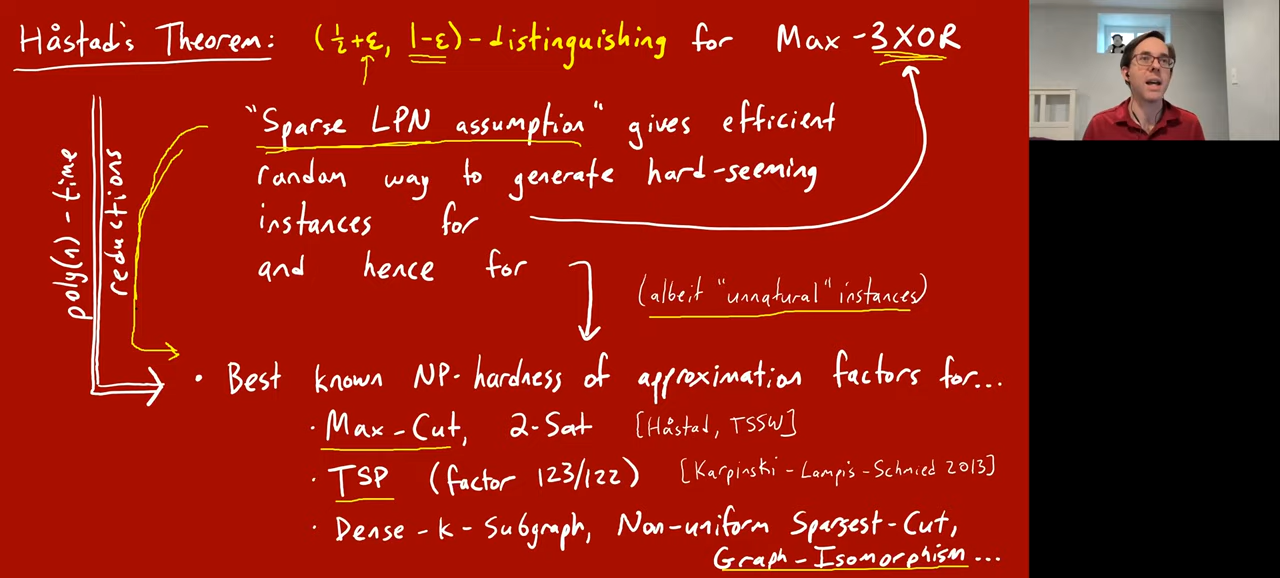 Håstad's Theorem: (½+ε, 1-ε)-distinguishing for Max-3XOR
"Sparse LPN assumption" gives efficient
random way to generate hard-seeming
instances for
and hence for
(albeit "unnatural" instances)
poly(n)-time
reductions
• Best known NP-hardness of approximation factors for...
• Max-Cut, 2-Sat [Håstad, TSSW]
• TSP (factor 123/122) [Karpinski-Lampis-Schmied 2013]
• Dense-k-Subgraph, Non-uniform Sparsest-Cut,
Graph-Isomorphism...